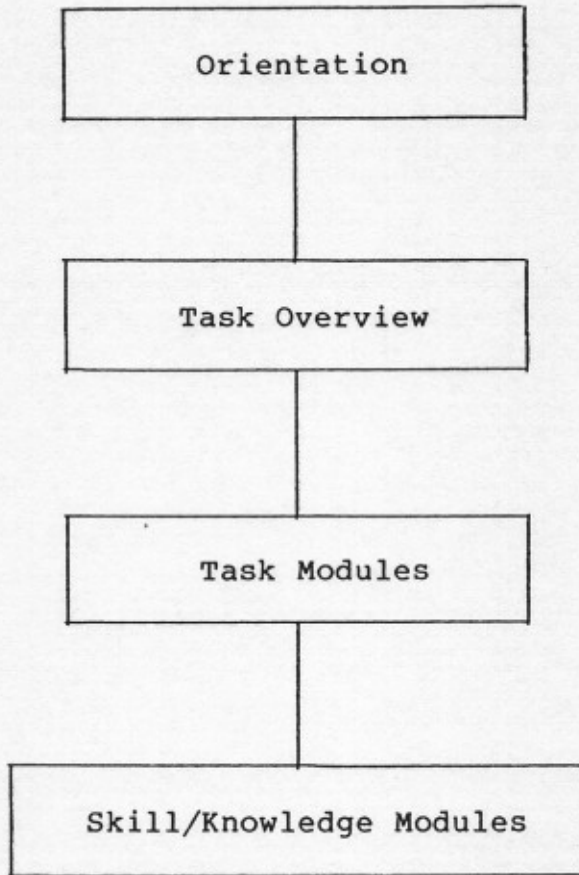 Orientation
Task Overview
Task Modules
Skill/Knowledge Modules